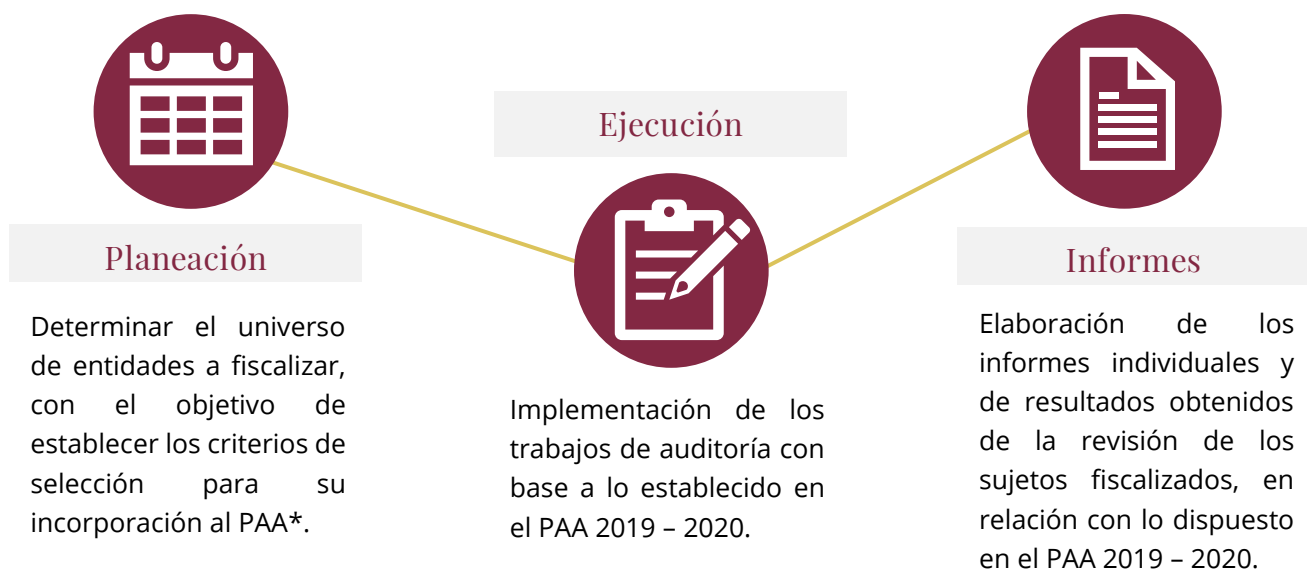 Planeación
Determinar el universo
de entidades a fiscalizar,
con el objetivo de
establecer los criterios de
selección para su
incorporación al PAA*.
Ejecución
Implementación de los
trabajos de auditoría con
base a lo establecido en
el PAA 2019 – 2020.
Informes
Elaboración de los
informes individuales y
de resultados obtenidos
de la revisión de los
sujetos fiscalizados, en
relación con lo dispuesto
en el PAA 2019 – 2020.